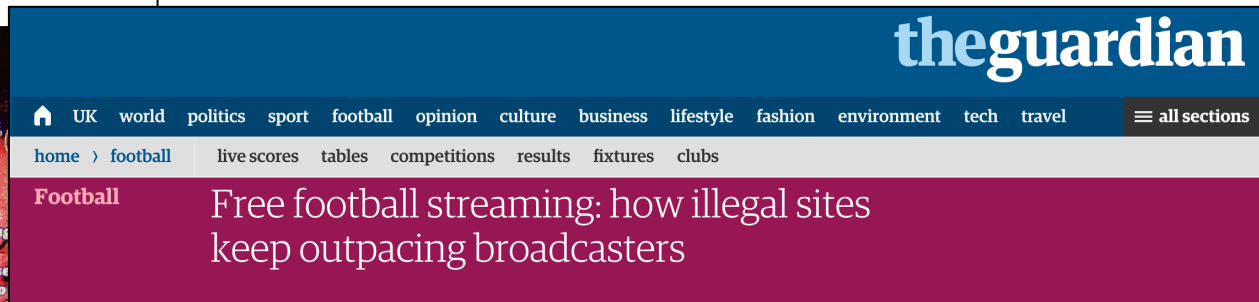 theguardian
UK world politics sport football opinion culture business lifestyle fashion environment tech travel all sections
home › football live scores tables competitions results fixtures clubs
Football
Free football streaming: how illegal sites
keep outpacing broadcasters